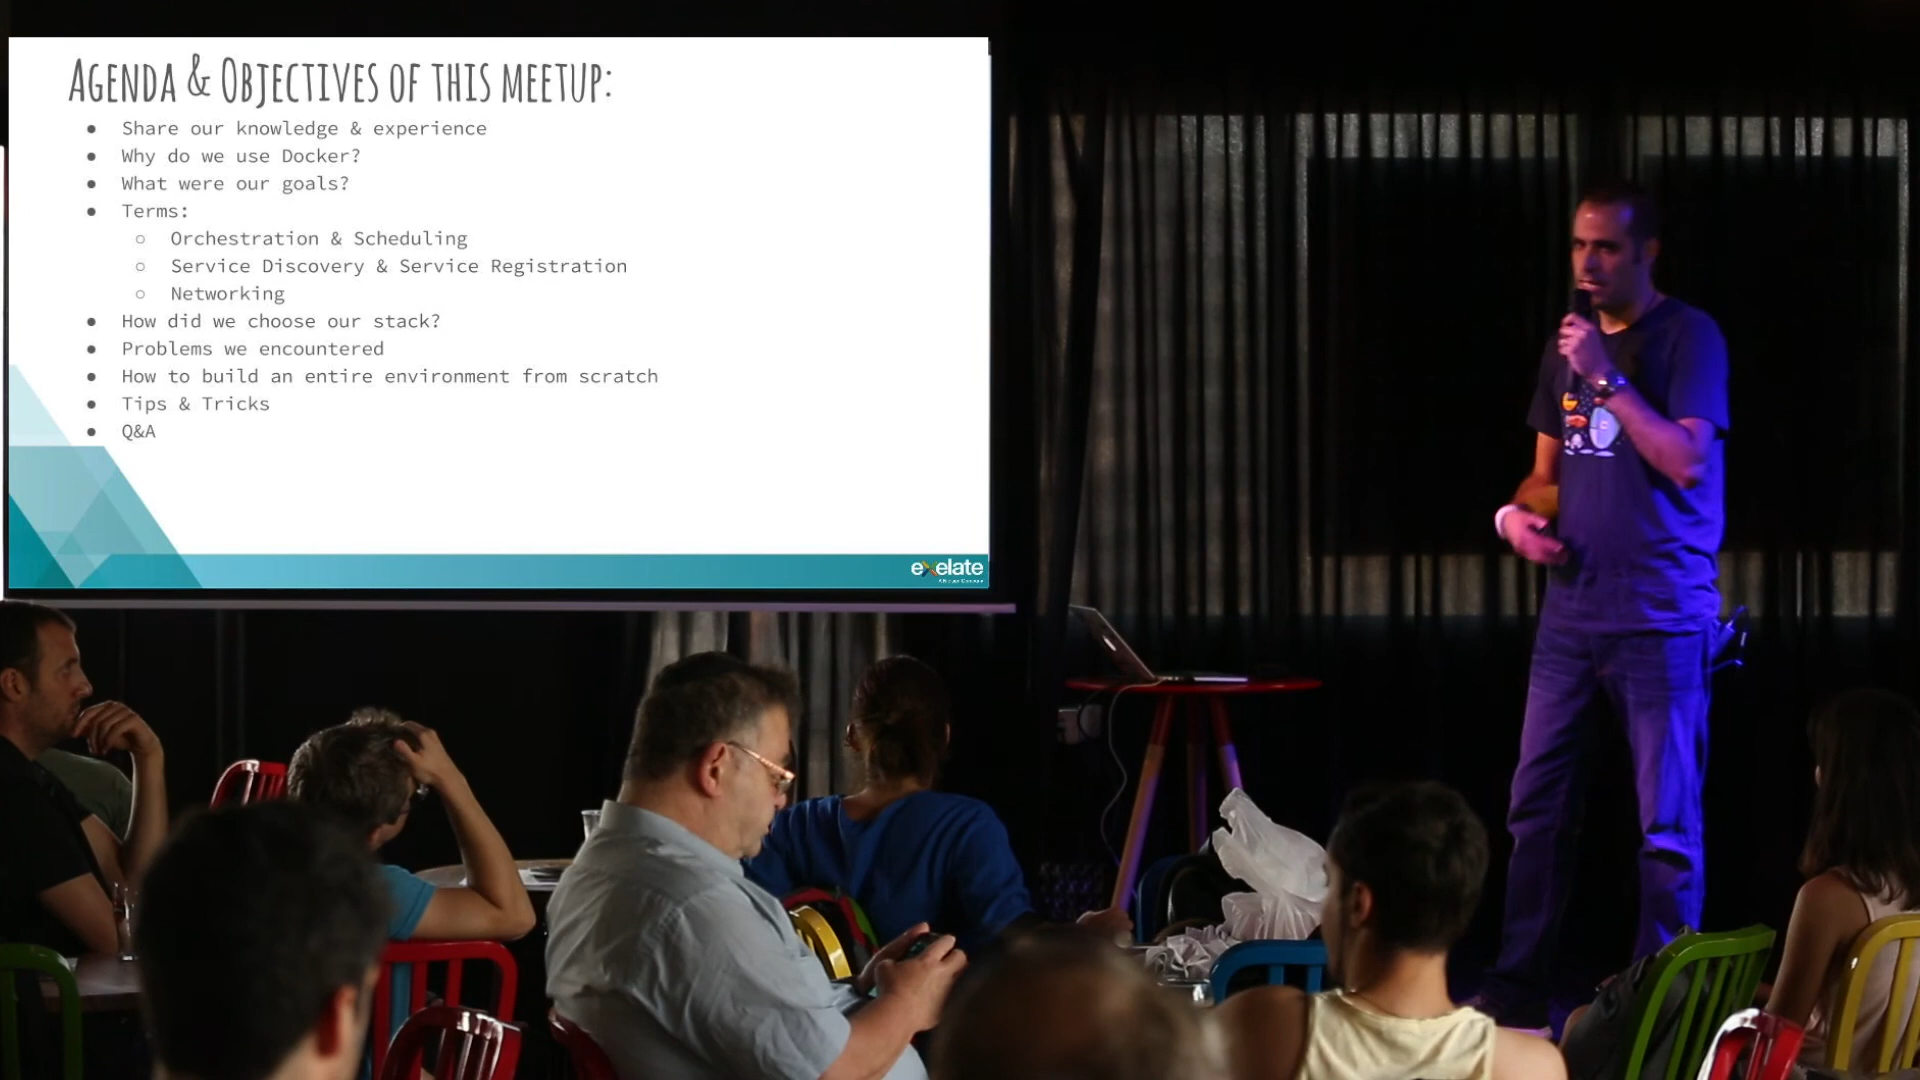 AGENDA & OBJECTIVES OF THIS MEETUP:
● Share our knowledge & experience
● Why do we use Docker?
● What were our goals?
● Terms:
○ Orchestration & Scheduling
○ Service Discovery & Service Registration
○ Networking
● How did we choose our stack?
● Problems we encountered
● How to build an entire environment from scratch
● Tips & Tricks
● Q&A
exelate